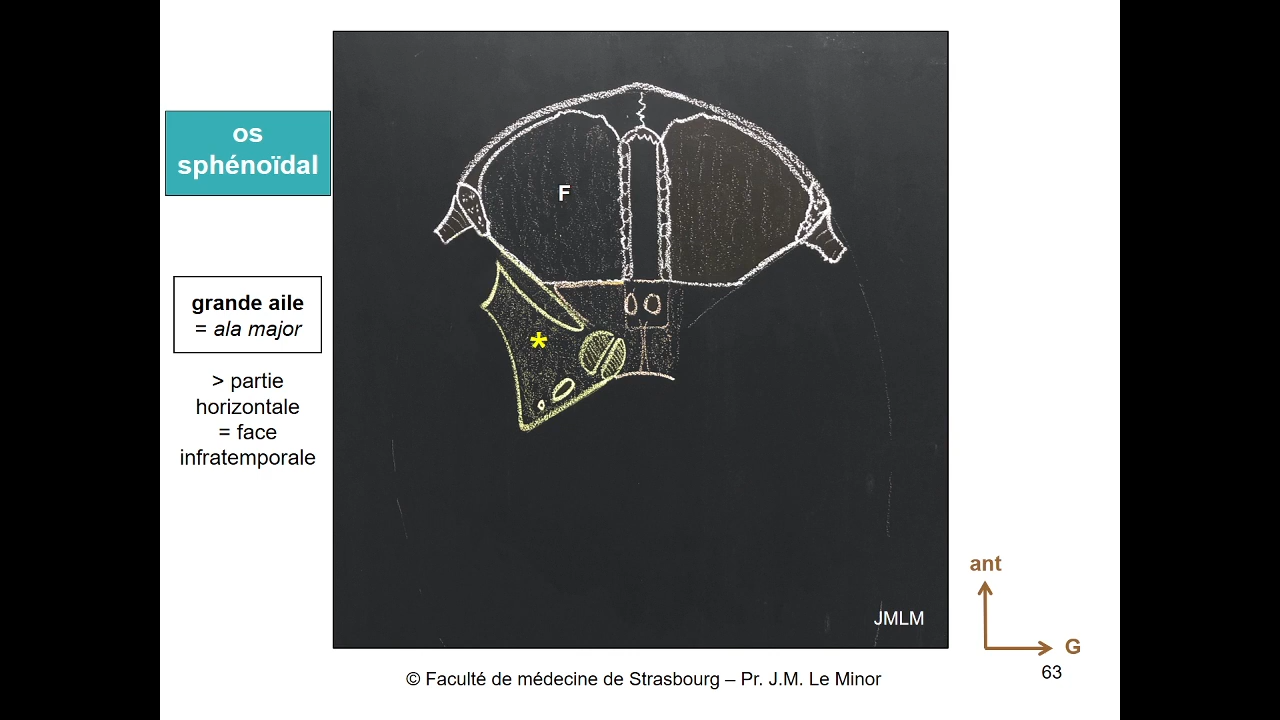 os
sphénoïdal
F
grande aile
= ala major
*
> partie
horizontale
= face
infratemporale
ant
JMLM
G
63
© Faculté de médecine de Strasbourg – Pr. J.M. Le Minor